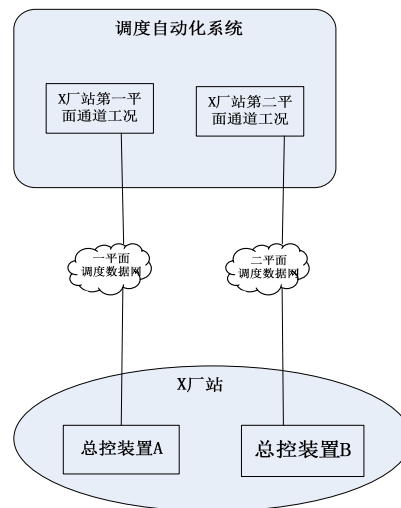 调度自动化系统
X厂站第一平
面通道工况
X厂站第二平
面通道工况
一平面
调度数据网
二平面
调度数据网
X厂站
总控装置A
总控装置B